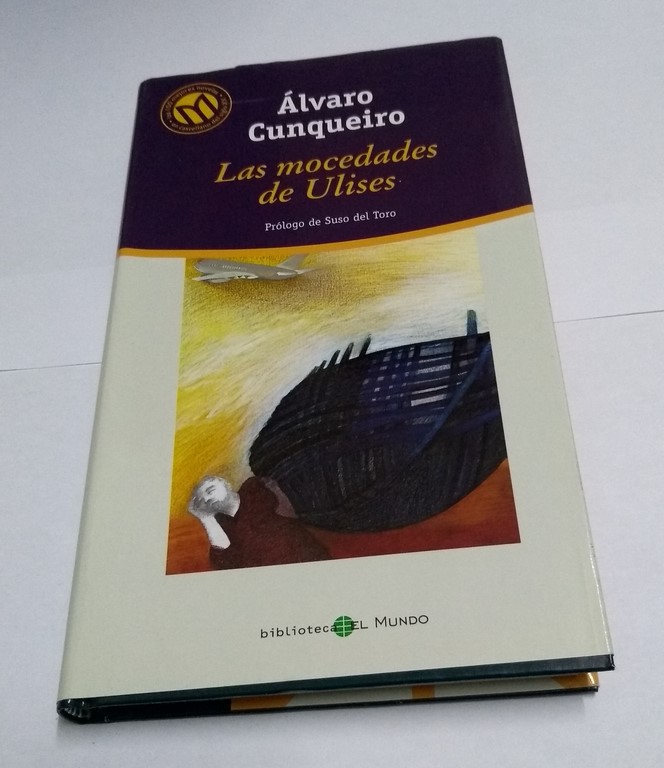 Álvaro
Cunqueiro
Las mocedades
de Ulises
Prólogo de Suso del Toro
biblioteca EL MUNDO